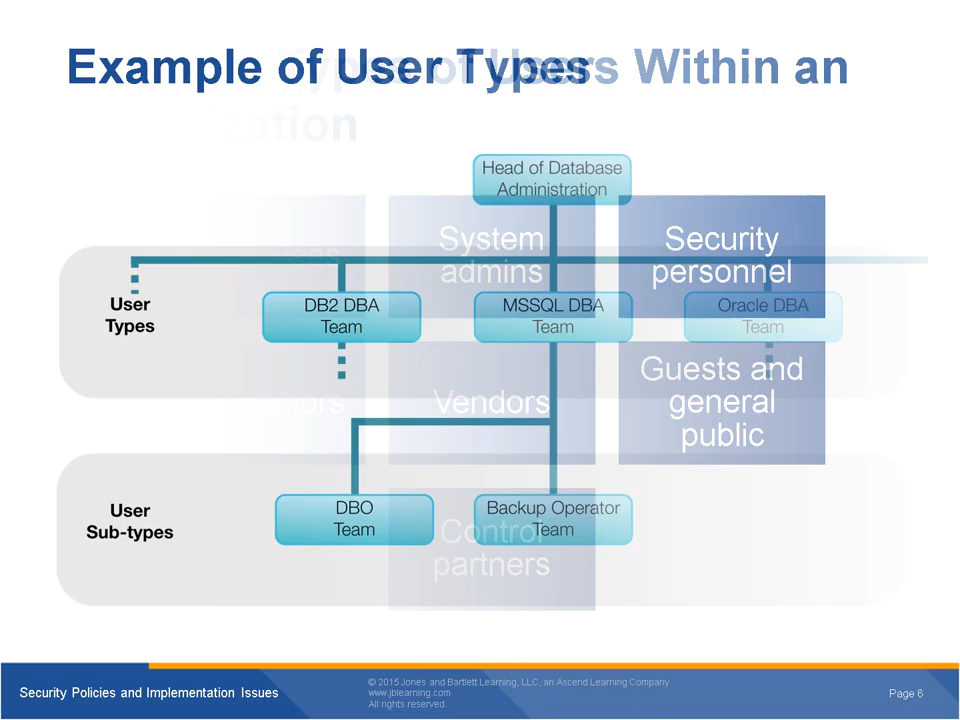 Example of User Types
Users Within an
Head of Database
Administration
System
admins
Security
personnel
User
Types
DB2 DBA
Team
MSSQL DBA
Team
Oracle DBA
Team
Vendors
Guests and
general
public
User
Sub-types
DBO
Team
Backup Operator
Team
Control
partners
Security Policies and Implementation Issues
© 2015 Jones and Bartlett Learning, LLC, an Ascend Learning Company
www.jblearning.com
All rights reserved.
Page 6